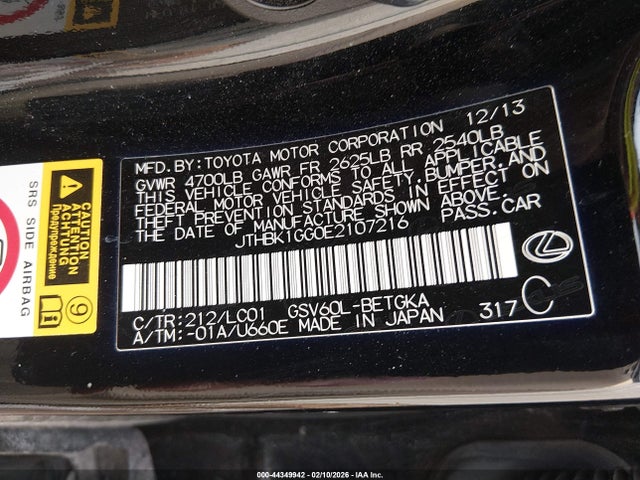 12/13
MFD. BY: TOYOTA MOTOR CORPORATION
GVWR 4700LB GAWR FR 2625LB RR 2540LB
THIS VEHICLE CONFORMS TO ALL APPLICABLE
FEDERAL MOTOR VEHICLE SAFETY, BUMPER, AND
THEFT PREVENTION STANDARDS IN EFFECT ON
THE DATE OF MANUFACTURE SHOWN ABOVE.
JTHBK1GG0E2107216 PASS. CAR
C/TR: 212/LC01 GSV60L-BETGKA
A/TM: -01A/U660E MADE IN JAPAN 317 C
SRS SIDE AIRBAG
CAUTION
ATTENTION
ACHTUNG
Предупреждение
9
000-44349942 - 02/10/2026 - IAA Inc.